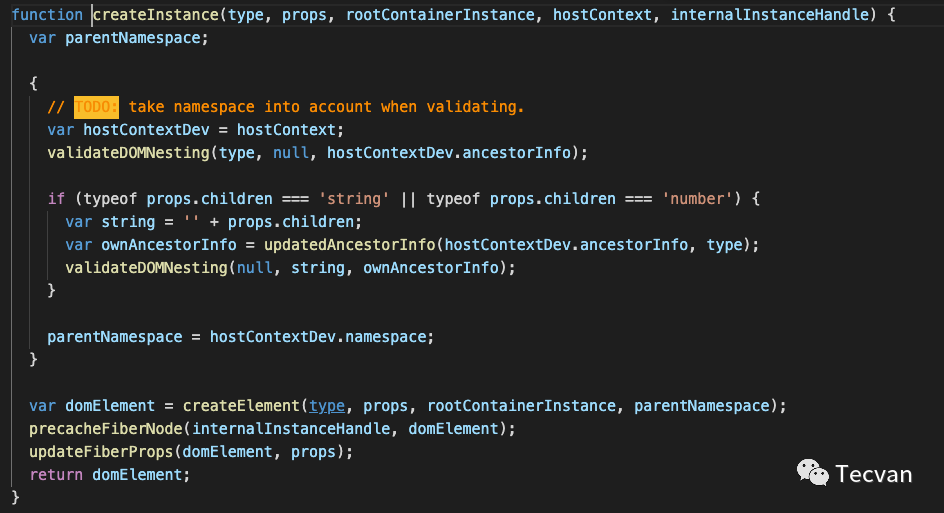 function createInstance(type, props, rootContainerInstance, hostContext, internalInstanceHandle) {
var parentNamespace;
{
// TODO: take namespace into account when validating.
var hostContextDev = hostContext;
validateDOMNesting(type, null, hostContextDev.ancestorInfo);
if (typeof props.children === 'string' || typeof props.children === 'number') {
var string = '' + props.children;
var ownAncestorInfo = updatedAncestorInfo(hostContextDev.ancestorInfo, type);
validateDOMNesting(null, string, ownAncestorInfo);
}
parentNamespace = hostContextDev.namespace;
}
var domElement = createElement(type, props, rootContainerInstance, parentNamespace);
precacheFiberNode(internalInstanceHandle, domElement);
updateFiberProps(domElement, props);
return domElement;
}
Tecvan